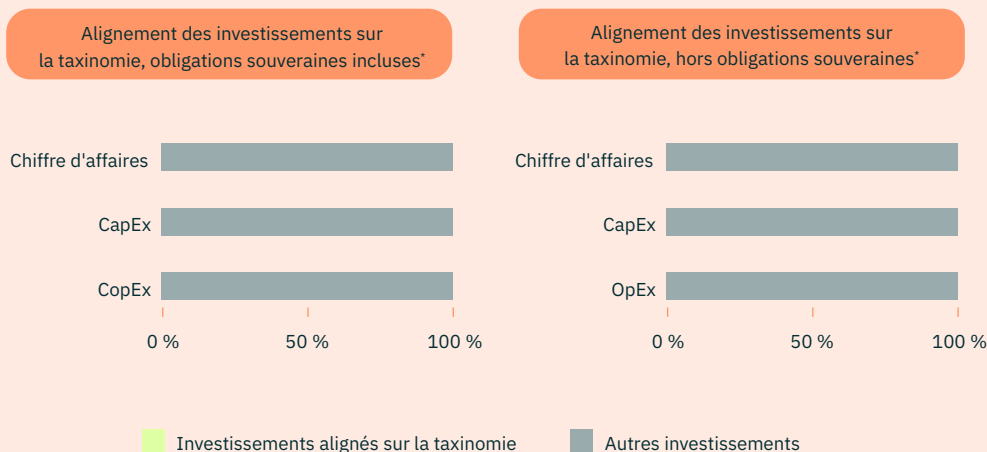 Alignement des investissements sur
la taxinomie, obligations souveraines incluses*
Chiffre d'affaires
CapEx
CopEx
0 %
50 %
100 %
Alignement des investissements sur
la taxinomie, hors obligations souveraines*
Chiffre d'affaires
CapEx
OpEx
0 %
50 %
100 %
Investissements alignés sur la taxinomie
Autres investissements